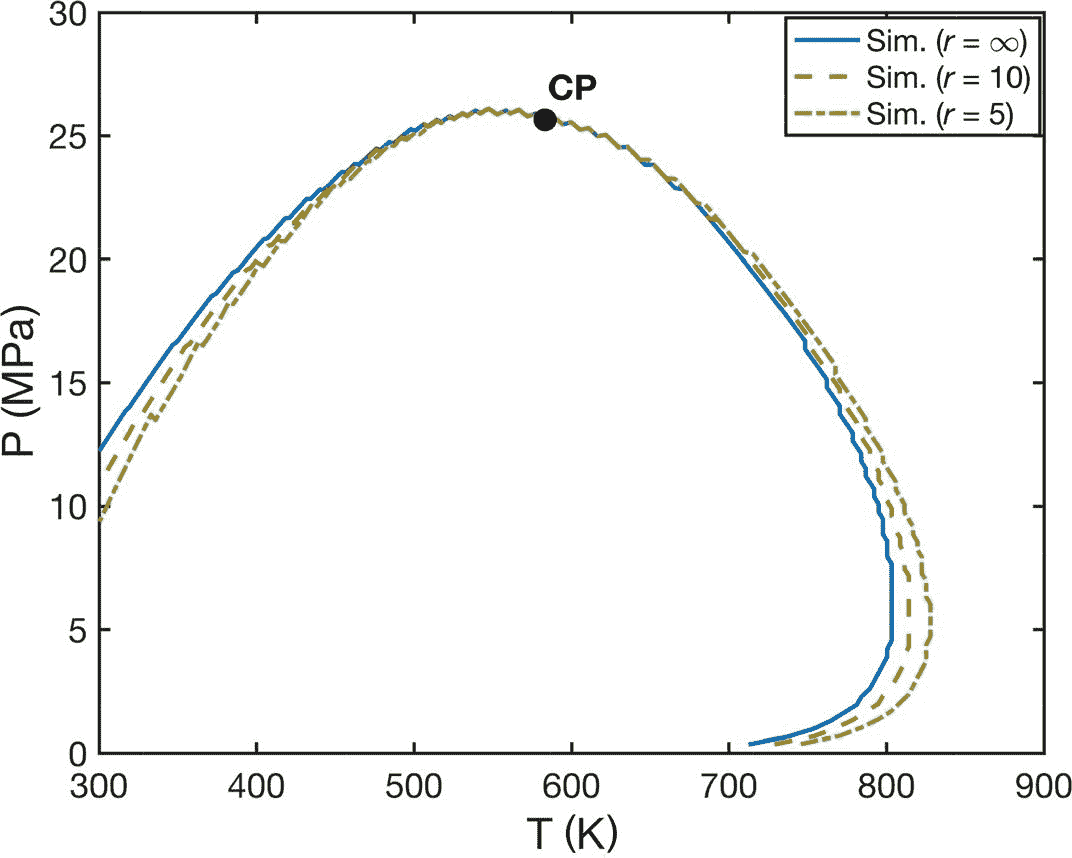 30
25
20
15
10
5
0
P (MPa)
300
400
500
600
700
800
900
T (K)
CP
Sim. (r = ∞)
Sim. (r = 10)
Sim. (r = 5)